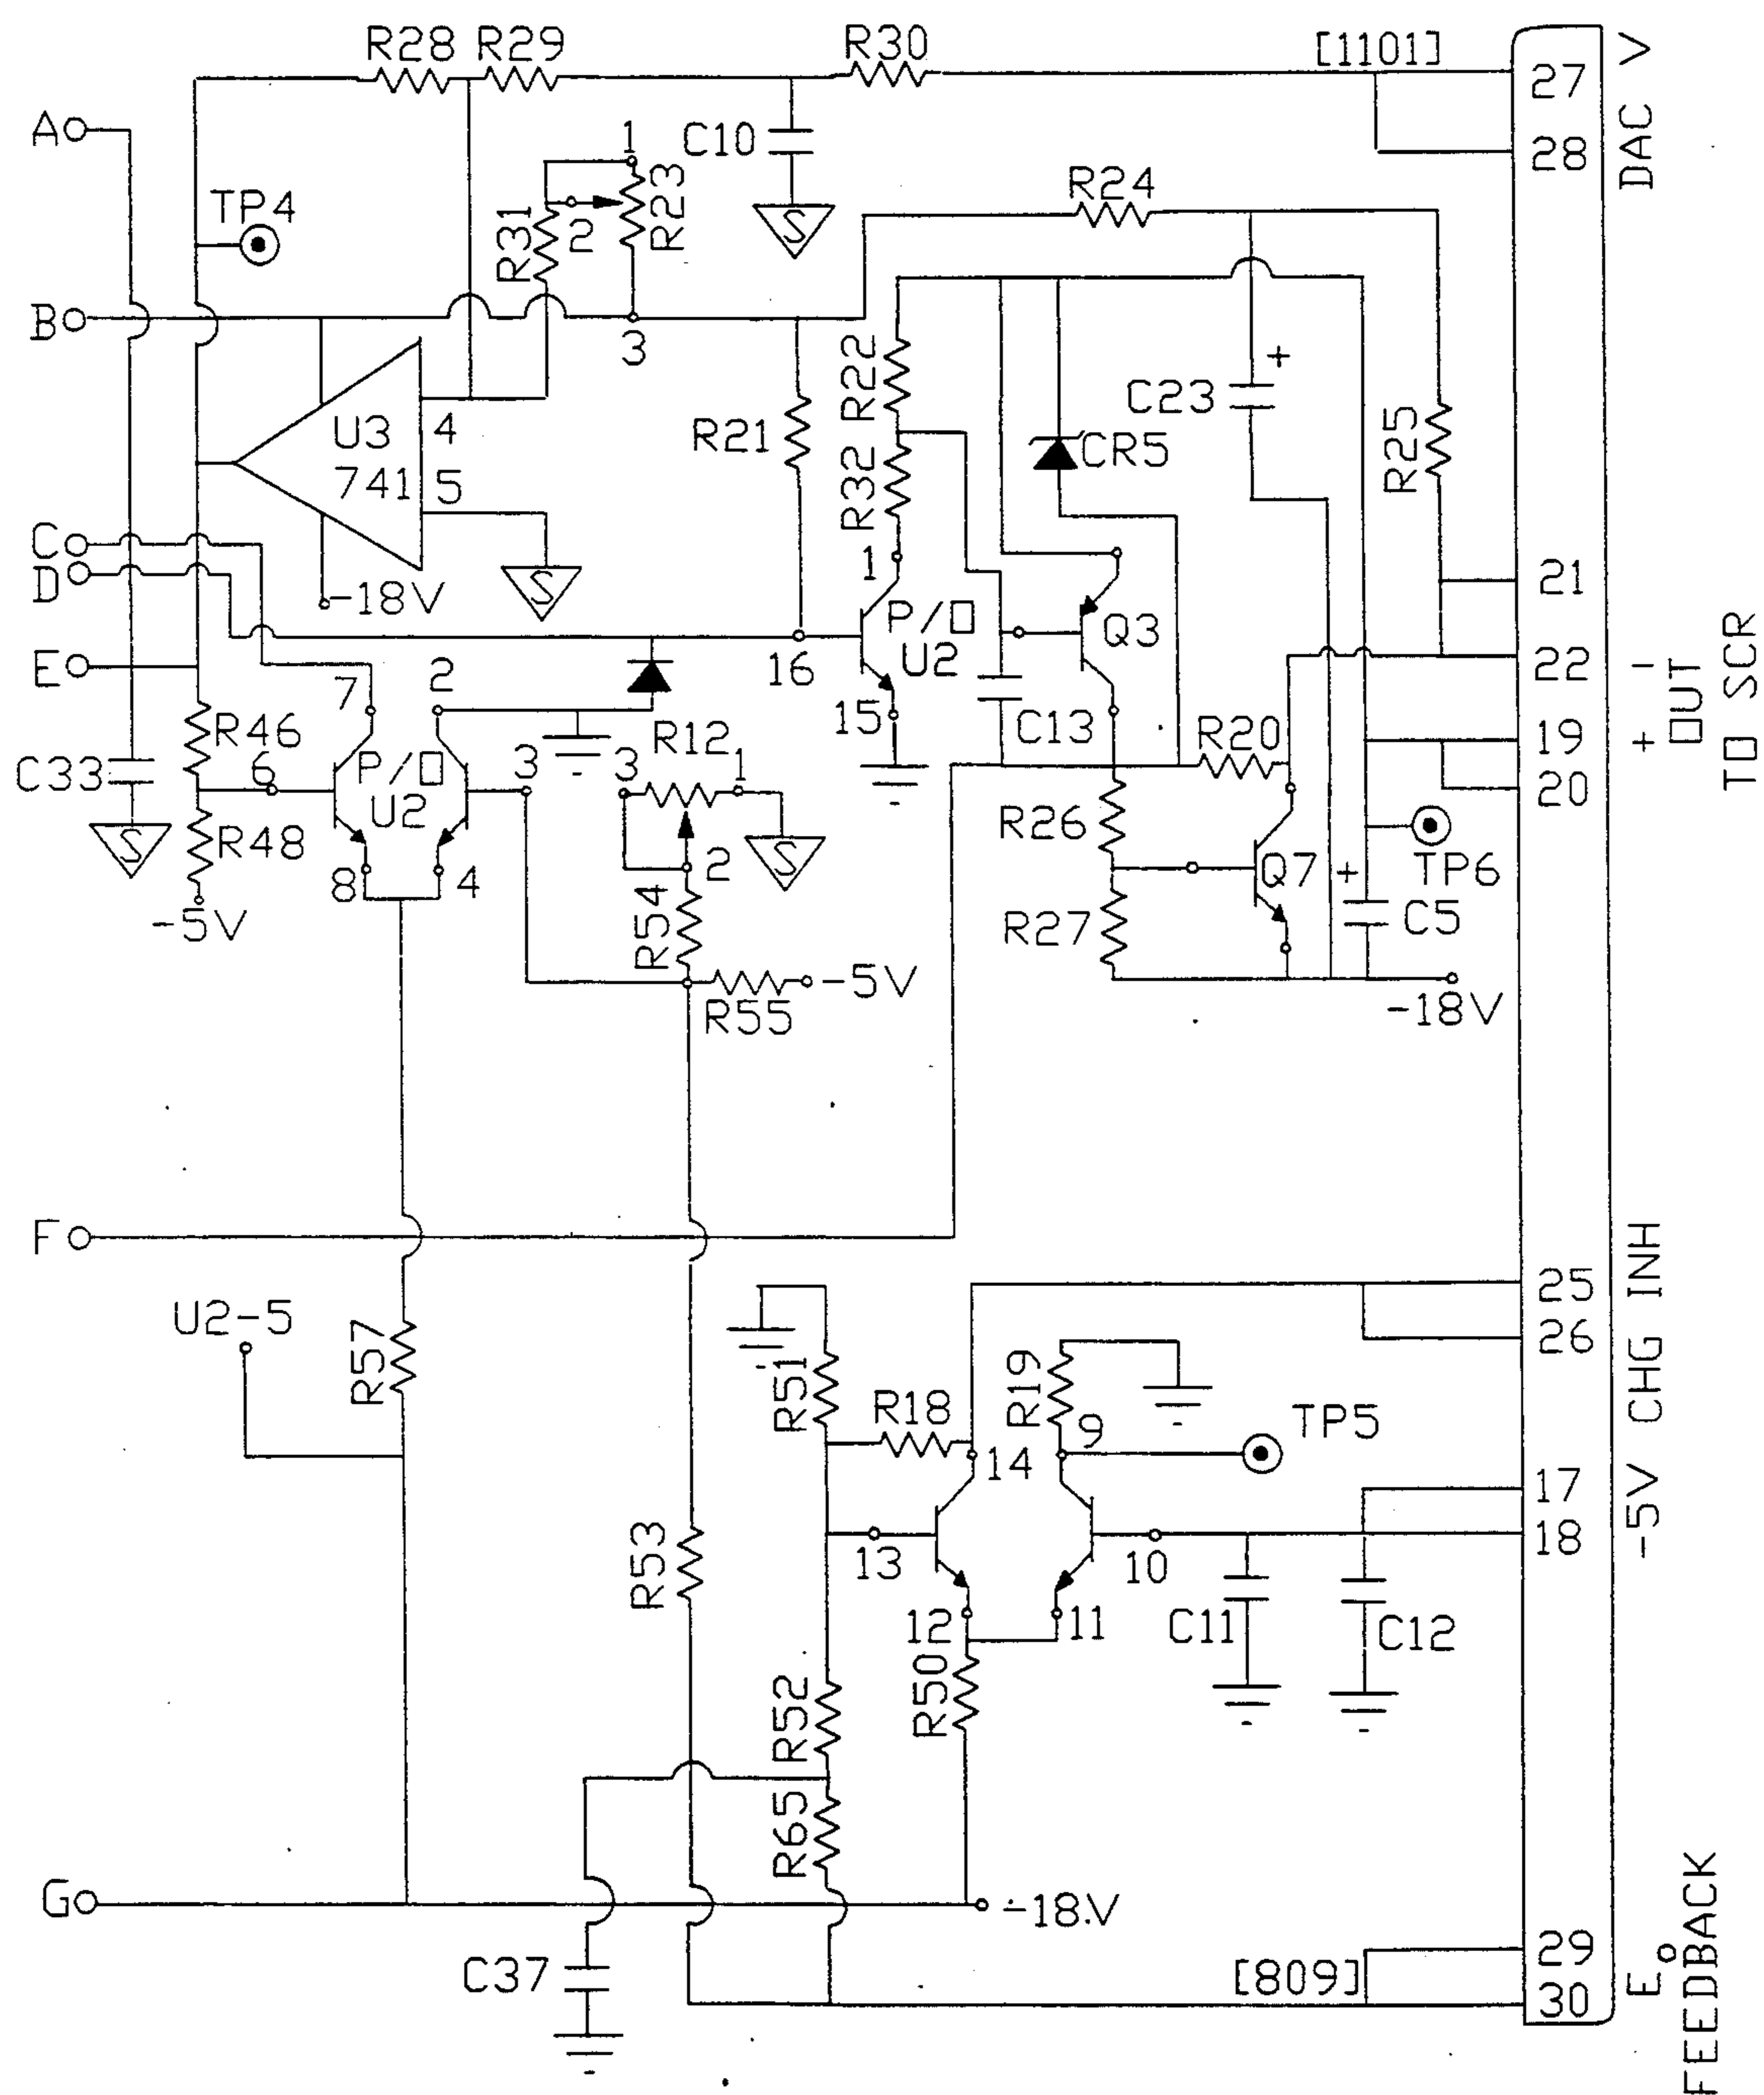 R28 R29 R30 [1101]
27
28
DAC V
A
C10
1
R23
2
R31
S
R24
TP4
B
3
C23 +
R22
R21
R32
CR5
R25
U3
741
4
5
S
-18V
C
D
E
1
P/O
U2
16
15
Q3
C13
21
22
19
20
- OUT +
TO SCR
7
2
R46
6
P/O
U2
3
C33
S
R48
-5V
8
4
R12
3
1
2
S
R54
R55
-5V
R20
R26
R27
Q7
+
C5
TP6
-18V
F
U2-5
R57
R53
R51
R18
R19
9
TP5
14
25
26
CHG INH
17
18
-5V
13
10
12
11
R50
C11
C12
R52
R65
G
-18V
C37
[809]
29
30
Eo
FEEDBACK